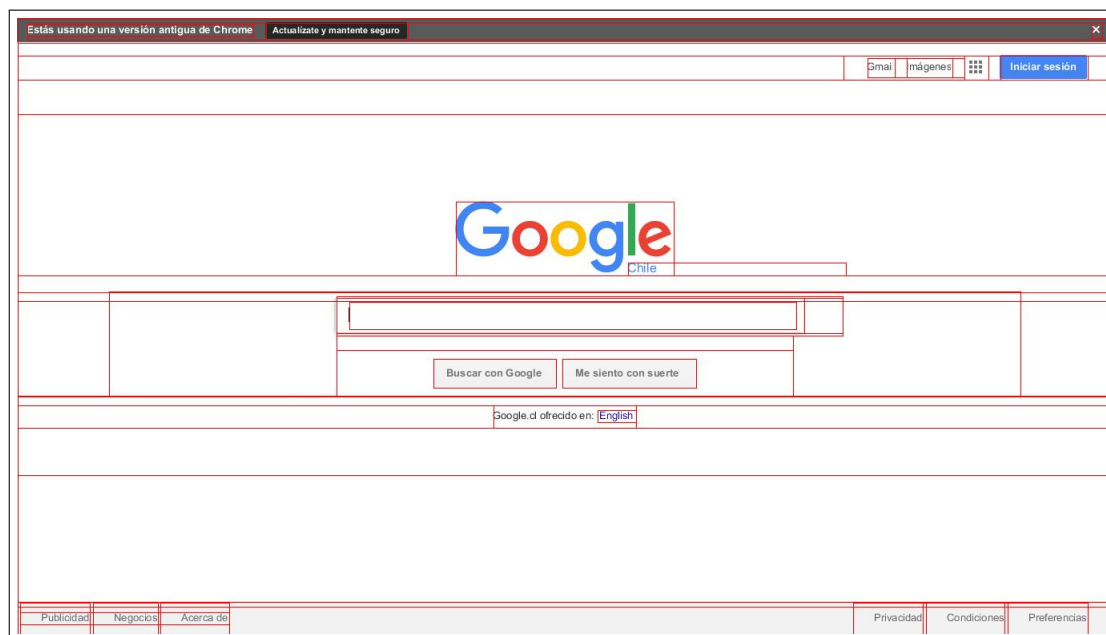 Estás usando una versión antigua de Chrome Actualízate y mantente seguro ×
Gmai Imágenes Iniciar sesión
Google
Chile
Buscar con Google Me siento con suerte
Google.cl ofrecido en: English
Publicidad Negocios Acerca de Privacidad Condiciones Preferencias